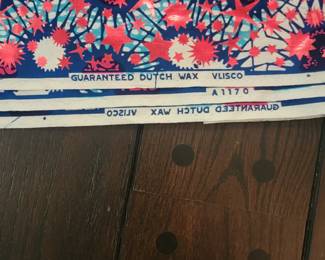 GUARANTEED DUTCH WAX VLISCO
A1170
GUARANTEED DUTCH WAX VLISCO